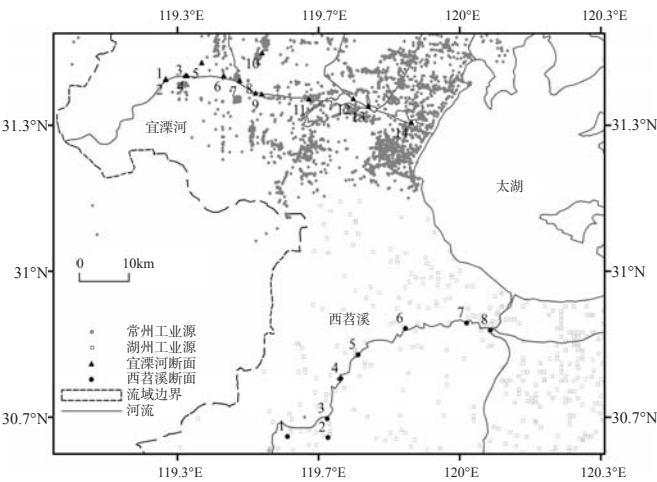 119.3°E 119.7°E 120°E 120.3°E
10
1 3 5
2 4 6 7 8
9 11 12 13
14
31.3°N 31.3°N
宜溧河
太湖
0 10km
31°N 31°N
西苕溪
常州工业源
湖州工业源
宜溧河断面
西苕溪断面
流域边界
河流
6 7 8
5
4
3
1 2
30.7°N 30.7°N
119.3°E 119.7°E 120°E 120.3°E